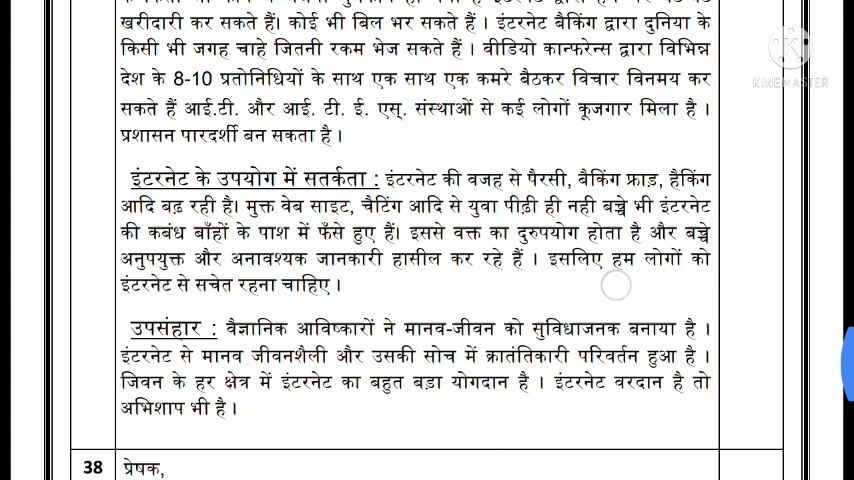 खरीदारी कर सकते हैं। कोई भी बिल भर सकते हैं । इंटरनेट बैकिंग द्वारा दुनिया के
किसी भी जगह चाहे जितनी रकम भेज सकते हैं । वीडियो कान्फरेन्स द्वारा विभिन्न
देश के 8-10 प्रतोनिधियों के साथ एक साथ एक कमरे बैठकर विचार विनमय कर
सकते हैं आई.टी. और आई. टी. ई. एस्. संस्थाओं से कई लोगों कूजगार मिला है ।
प्रशासन पारदर्शी बन सकता है ।
इंटरनेट के उपयोग में सतर्कता : इंटरनेट की वजह से पैरसी, बैकिंग फ्राड, हैकिंग
आदि बढ़ रही है। मुक्त वेब साइट, चैटिंग आदि से युवा पीढ़ी ही नही बच्चे भी इंटरनेट
की कबंध बाँहों के पाश में फँसे हुए हैं। इससे वक्त का दुरुपयोग होता है और बच्चे
अनुपयुक्त और अनावश्यक जानकारी हासील कर रहे हैं । इसलिए हम लोगों को
इंटरनेट से सचेत रहना चाहिए ।
उपसंहार : वैज्ञानिक आविष्कारों ने मानव-जीवन को सुविधाजनक बनाया है ।
इंटरनेट से मानव जीवनशैली और उसकी सोच में क्रातंतिकारी परिवर्तन हुआ है ।
जिवन के हर क्षेत्र में इंटरनेट का बहुत बड़ा योगदान है । इंटरनेट वरदान है तो
अभिशाप भी है ।
38 प्रेषक,
KINEMASTER